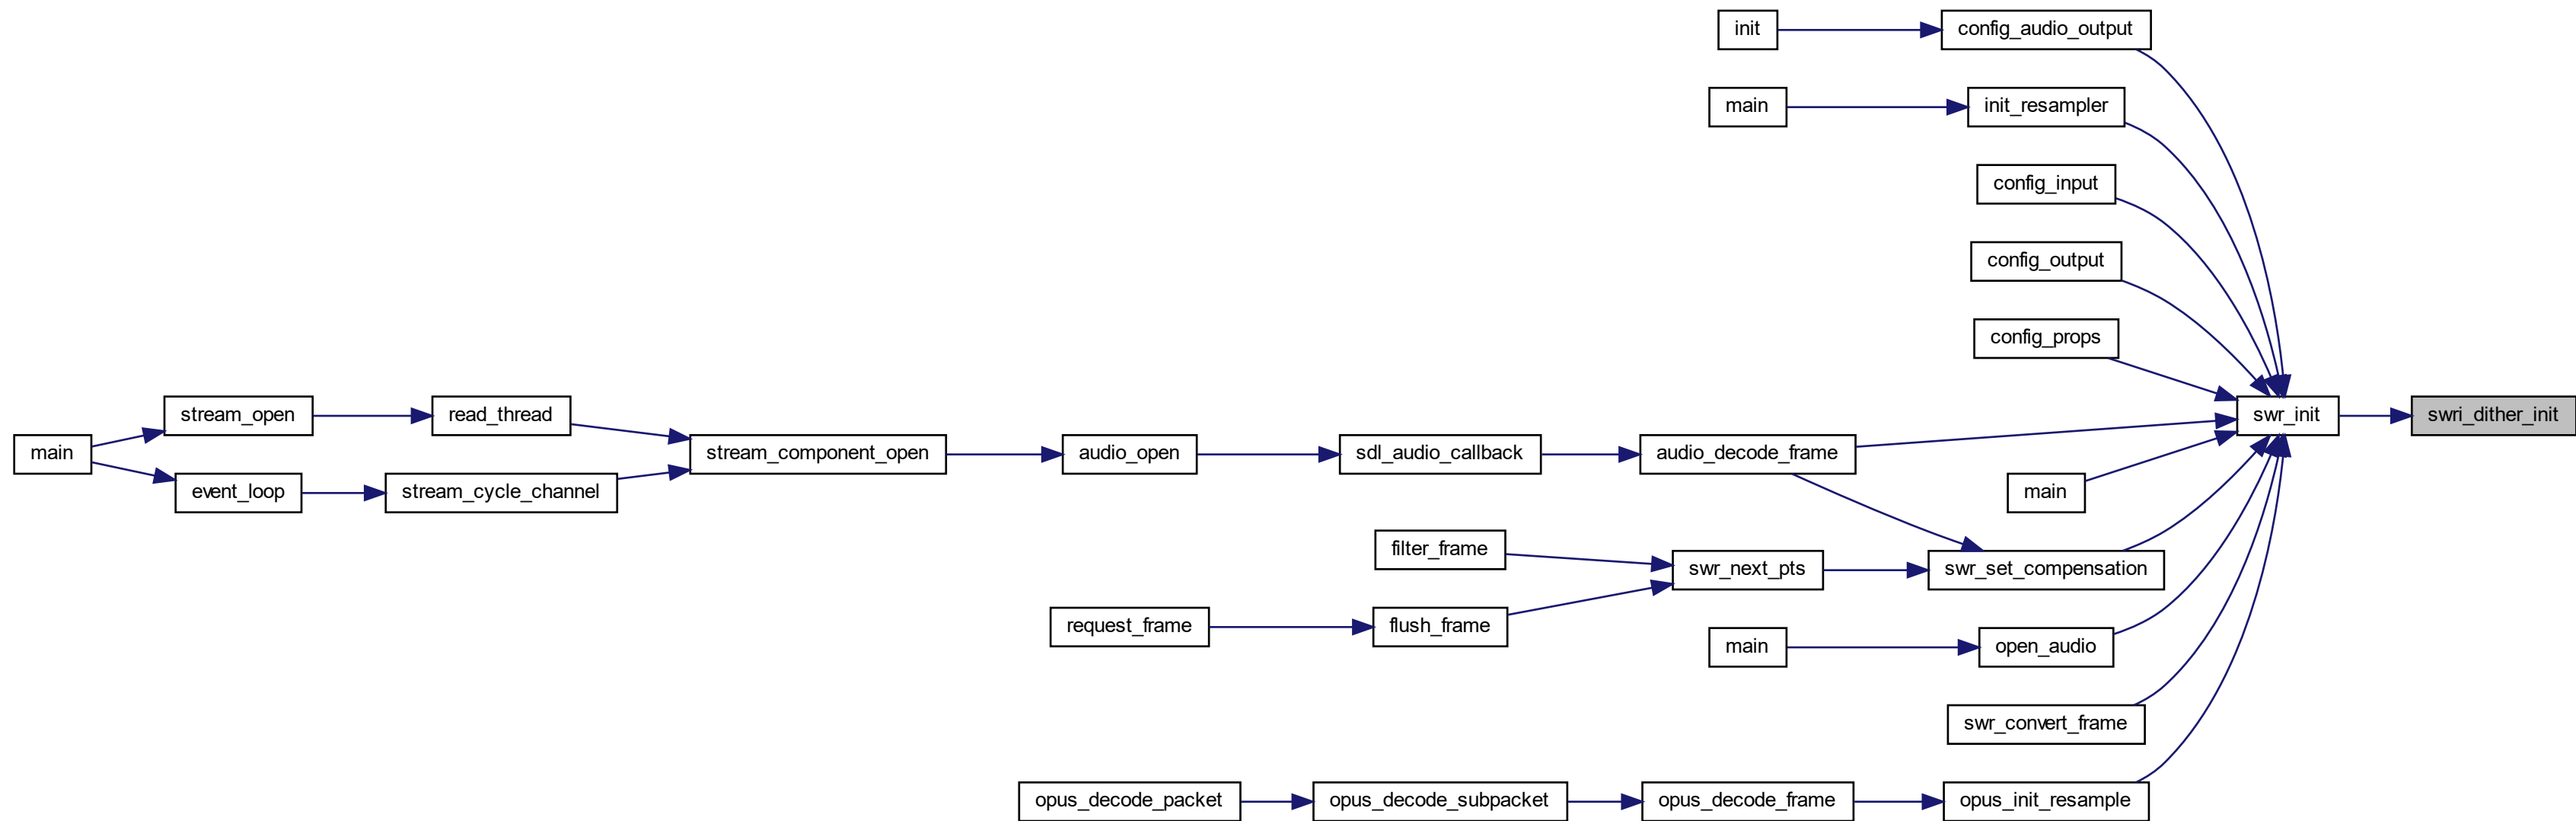 init
config_audio_output
main
init_resampler
config_input
config_output
config_props
stream_open
read_thread
swr_init
swri_dither_init
main
stream_component_open
audio_open
sdl_audio_callback
audio_decode_frame
event_loop
stream_cycle_channel
main
filter_frame
swr_next_pts
swr_set_compensation
request_frame
flush_frame
main
open_audio
swr_convert_frame
opus_decode_packet
opus_decode_subpacket
opus_decode_frame
opus_init_resample